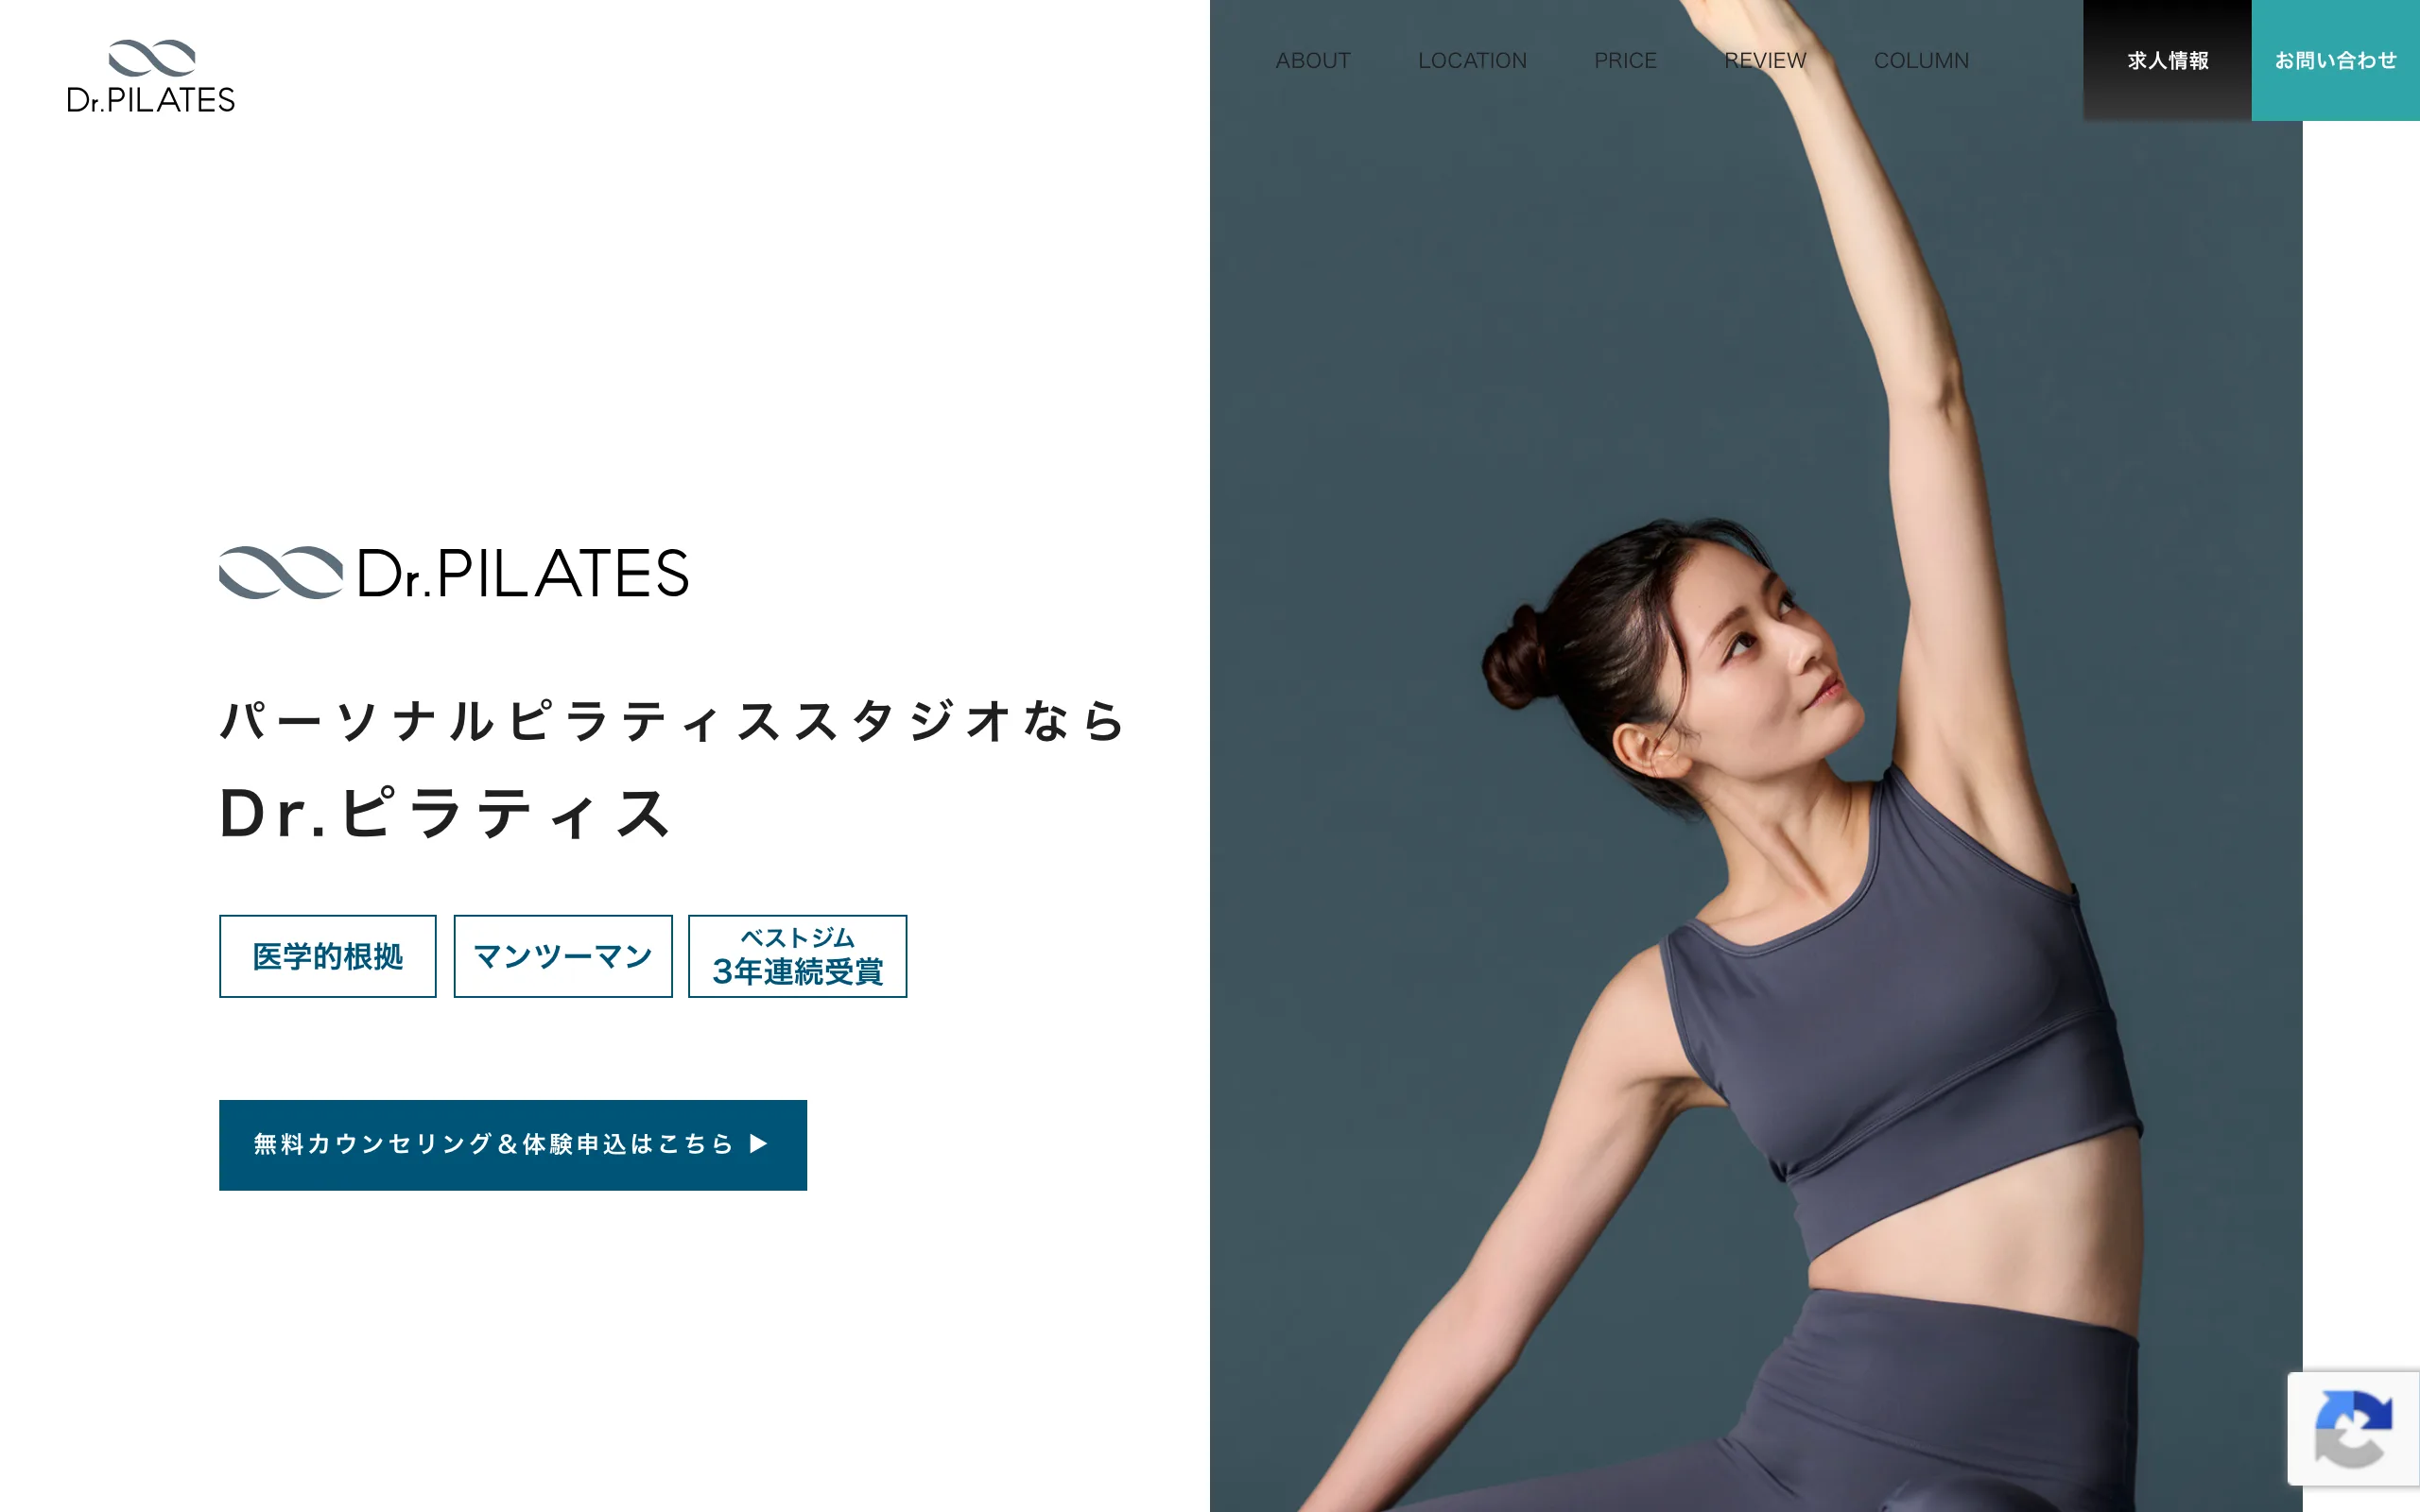 Dr.PILATES
ABOUT
LOCATION
PRICE
REVIEW
COLUMN
求人情報
お問い合わせ
Dr.PILATES
パーソナルピラティススタジオなら
Dr.ピラティス
医学的根拠
マンツーマン
ベストジム
3年連続受賞
無料カウンセリング＆体験申込はこちら ▶